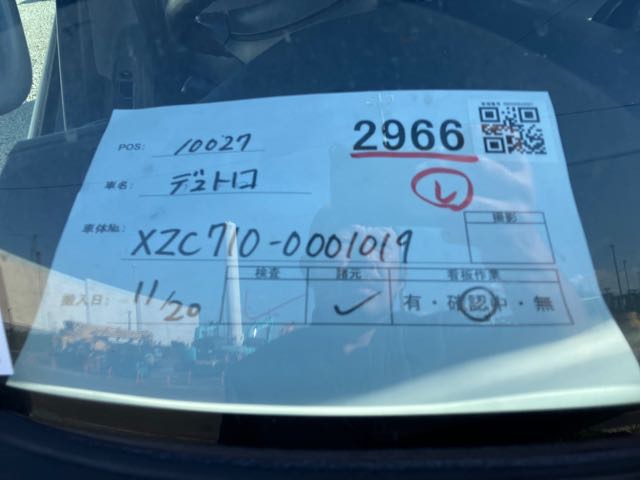 POS: 10027
2966
車名 デュトロ
し
車体№: XZC710-0001019
撮影
搬入日: 11/20
検査 諸元 看板作業
✓ 有・確認中・無